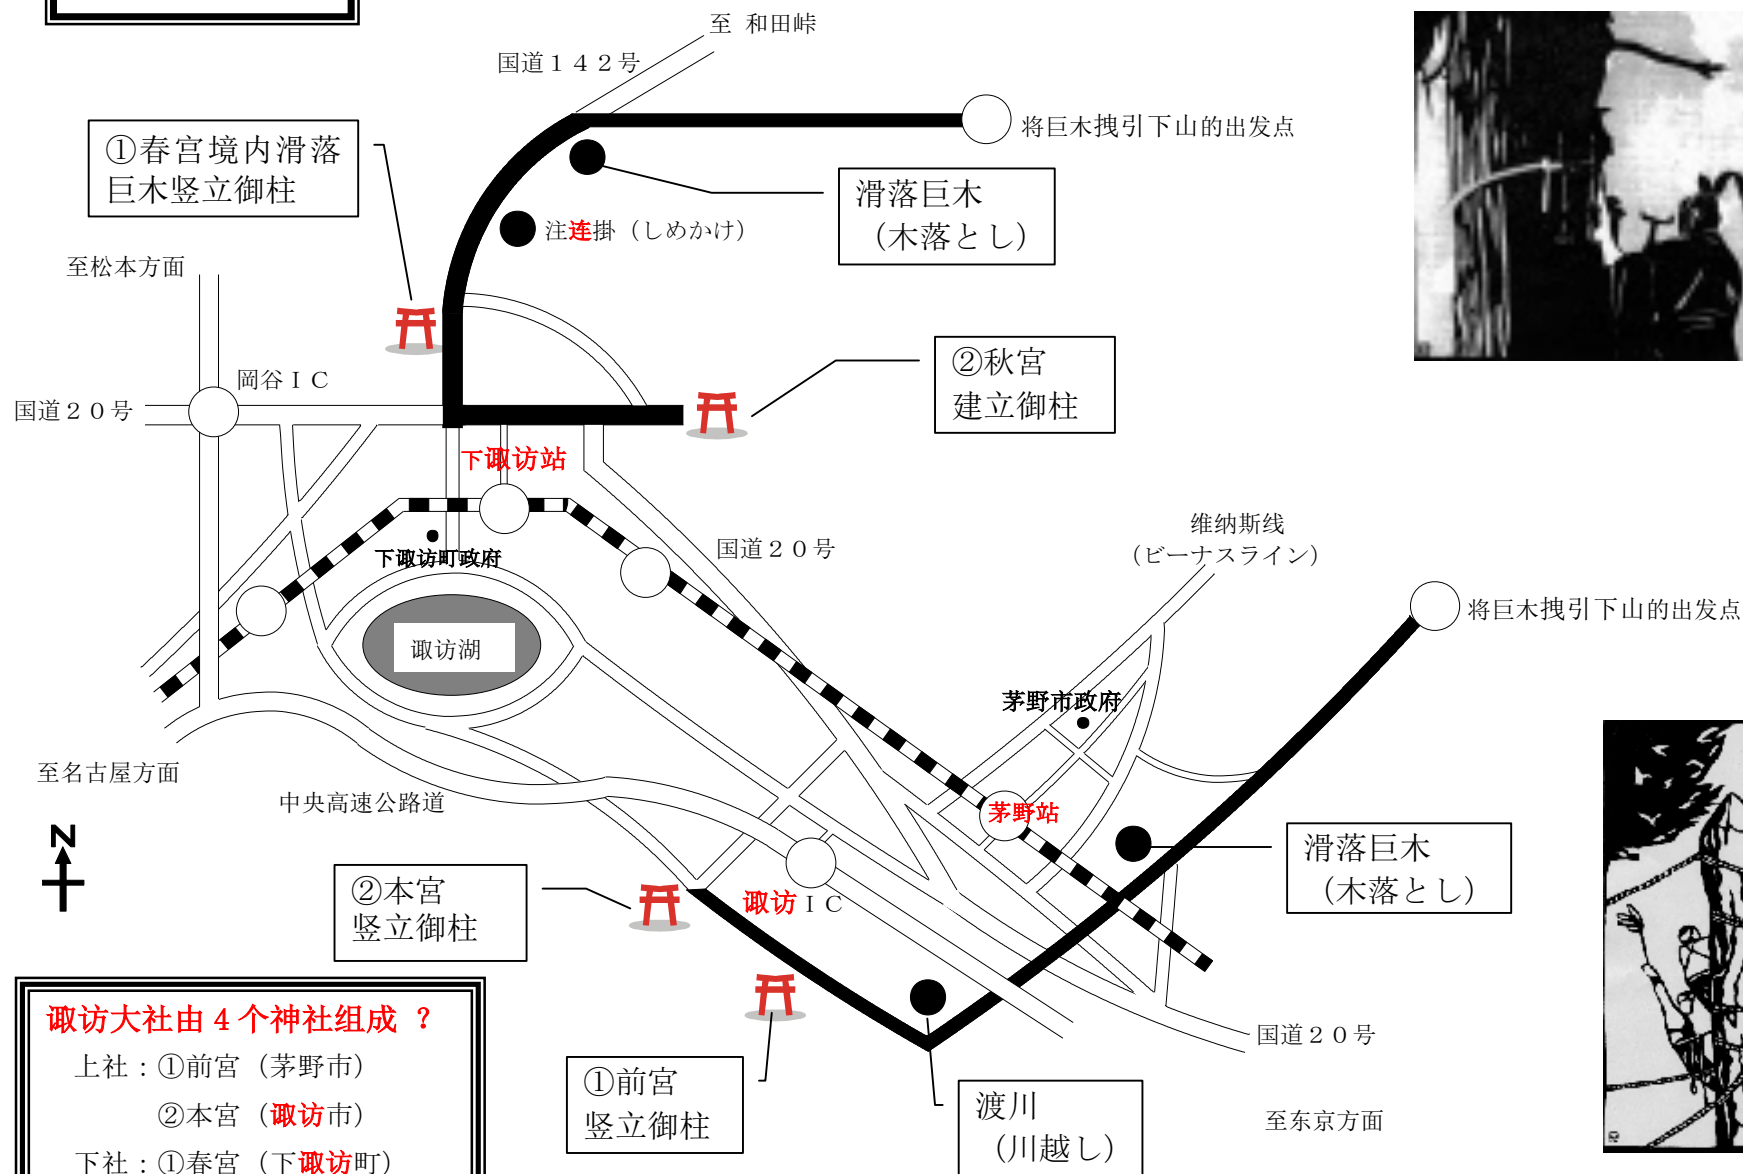 至 和田峠
国道１４２号
将巨木拽引下山的出发点
①春宫境内滑落
巨木竖立御柱
滑落巨木
（木落とし）
注连掛（しめかけ）
至松本方面
②秋宮
建立御柱
岡谷ＩＣ
国道２０号
下诹访站
维纳斯线
（ビーナスライン）
国道２０号
下诹访町政府
将巨木拽引下山的出发点
诹访湖
茅野市政府
至名古屋方面
中央高速公路道
茅野站
N
滑落巨木
（木落とし）
②本宮
竖立御柱
诹访ＩＣ
诹访大社由４个神社组成 ？
上社：①前宮（茅野市）
②本宮（诹访市）
下社：①春宮（下诹访町）
①前宮
竖立御柱
渡川
（川越し）
国道２０号
至东京方面